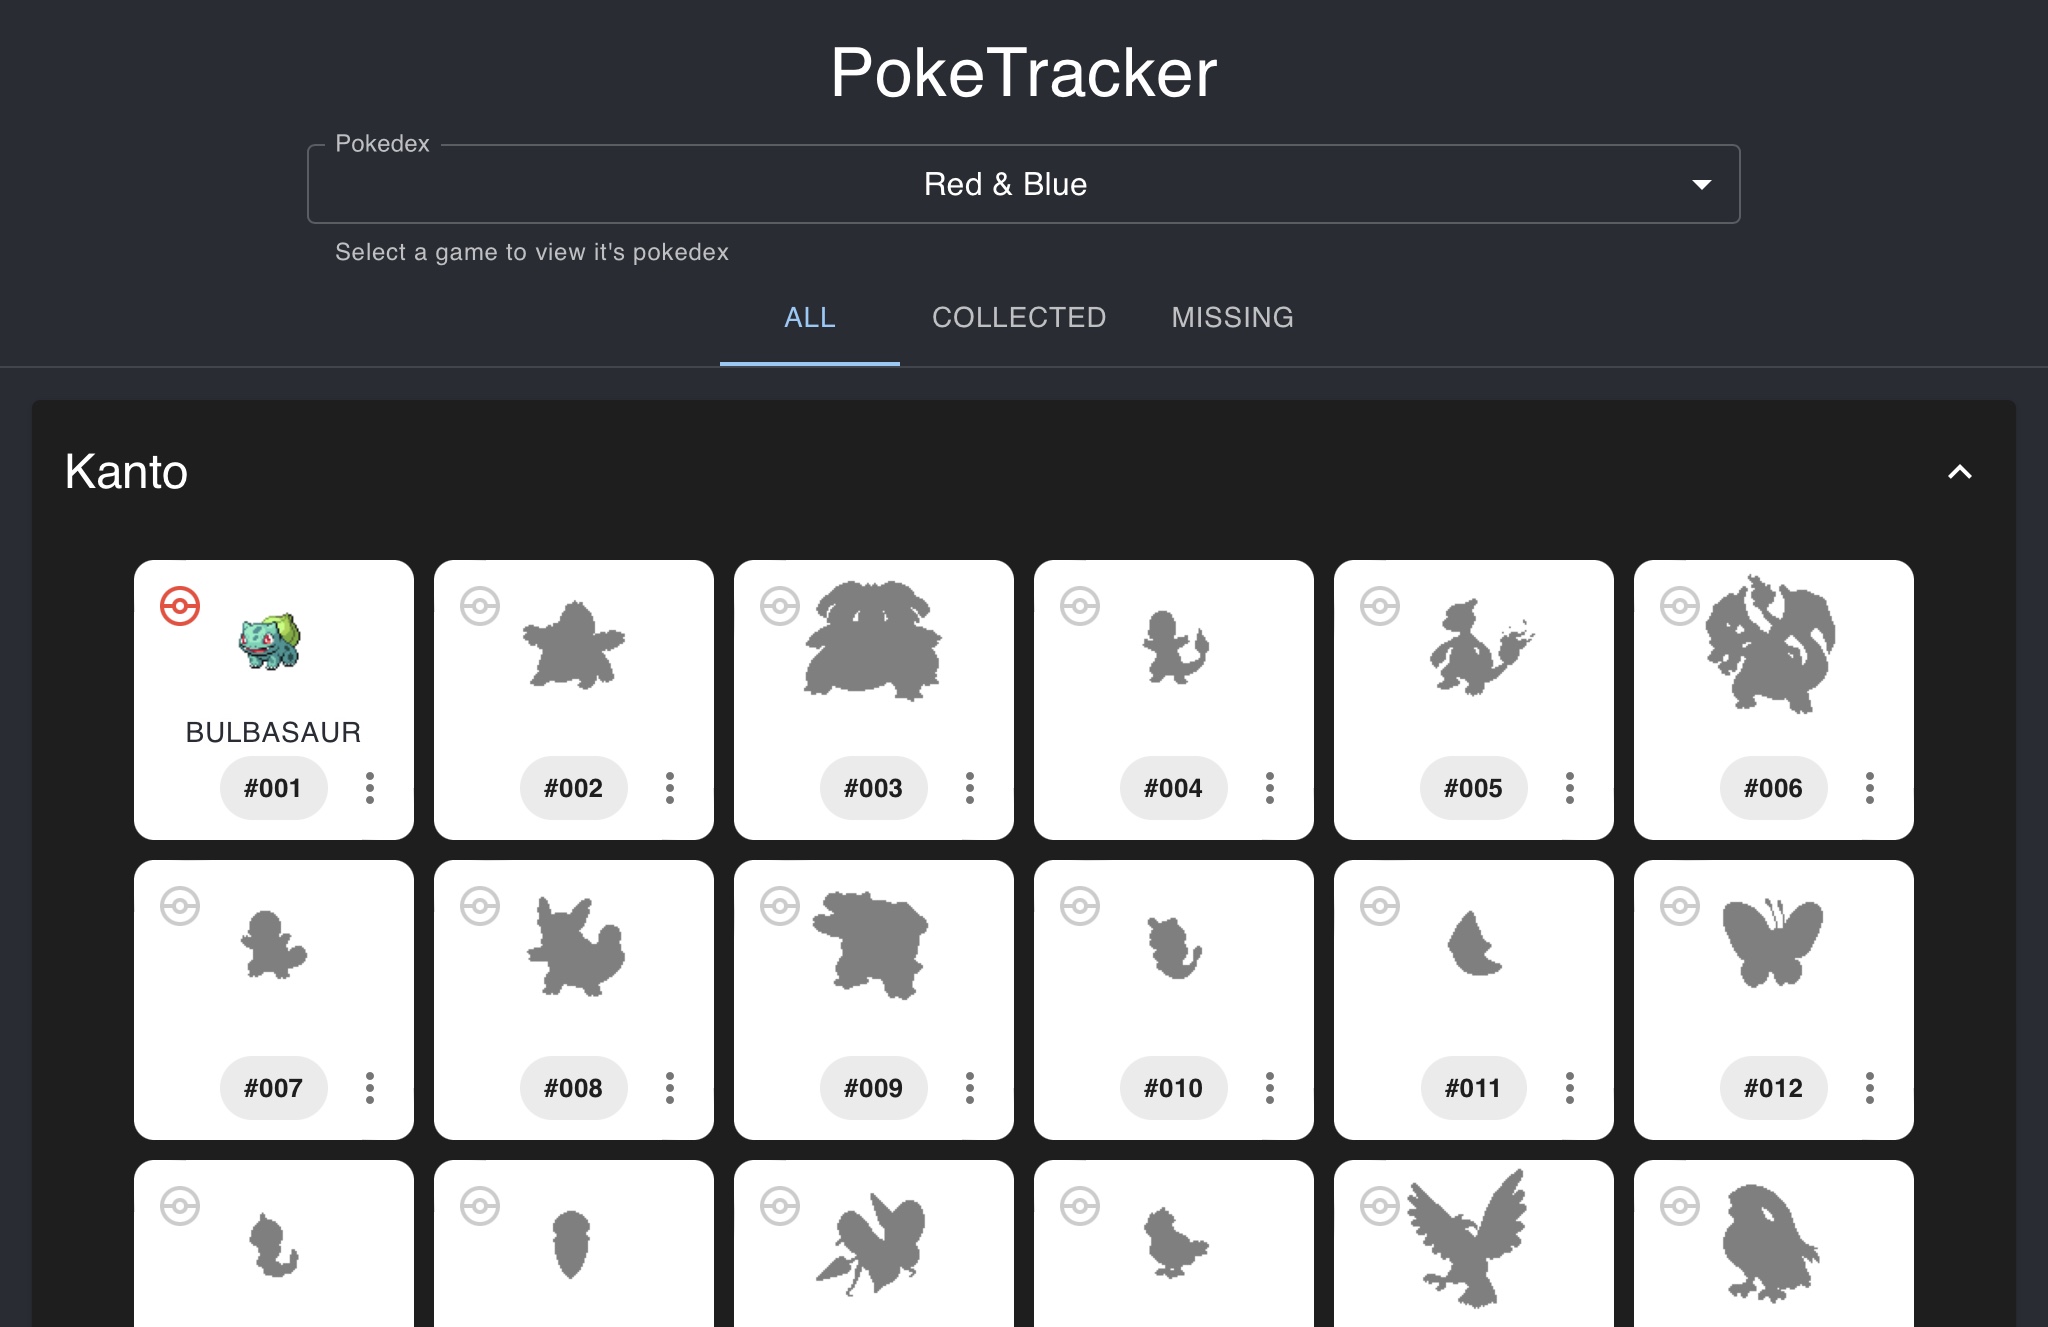 PokeTracker
Pokedex
Red & Blue
Select a game to view it's pokedex
ALL COLLECTED MISSING
Kanto
BULBASAUR
#001 #002 #003 #004 #005 #006
#007 #008 #009 #010 #011 #012